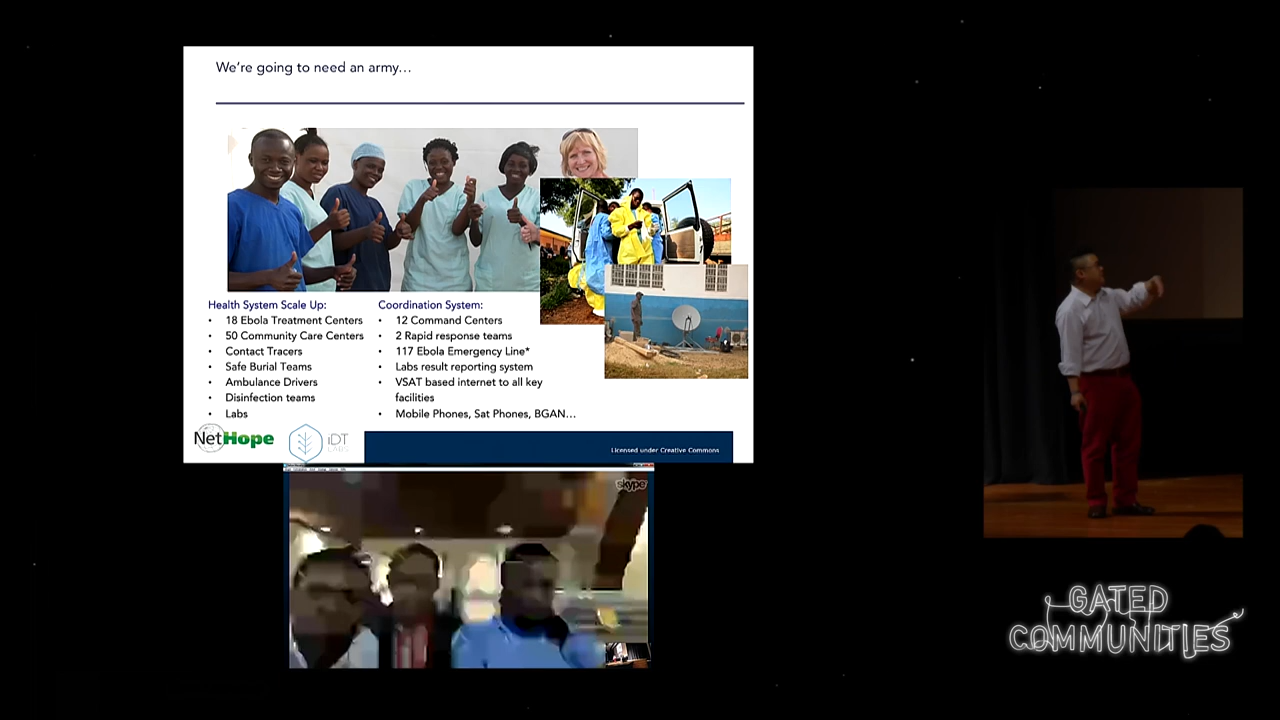 We're going to need an army...
Health System Scale Up:
• 18 Ebola Treatment Centers
• 50 Community Care Centers
• Contact Tracers
• Safe Burial Teams
• Ambulance Drivers
• Disinfection teams
• Labs
Coordination System:
• 12 Command Centers
• 2 Rapid response teams
• 117 Ebola Emergency Line*
• Labs result reporting system
• VSAT based internet to all key
facilities
• Mobile Phones, Sat Phones, BGAN...
NetHope
iDT
LABS
Licensed under Creative Commons
skype
GATED
COMMUNITIES